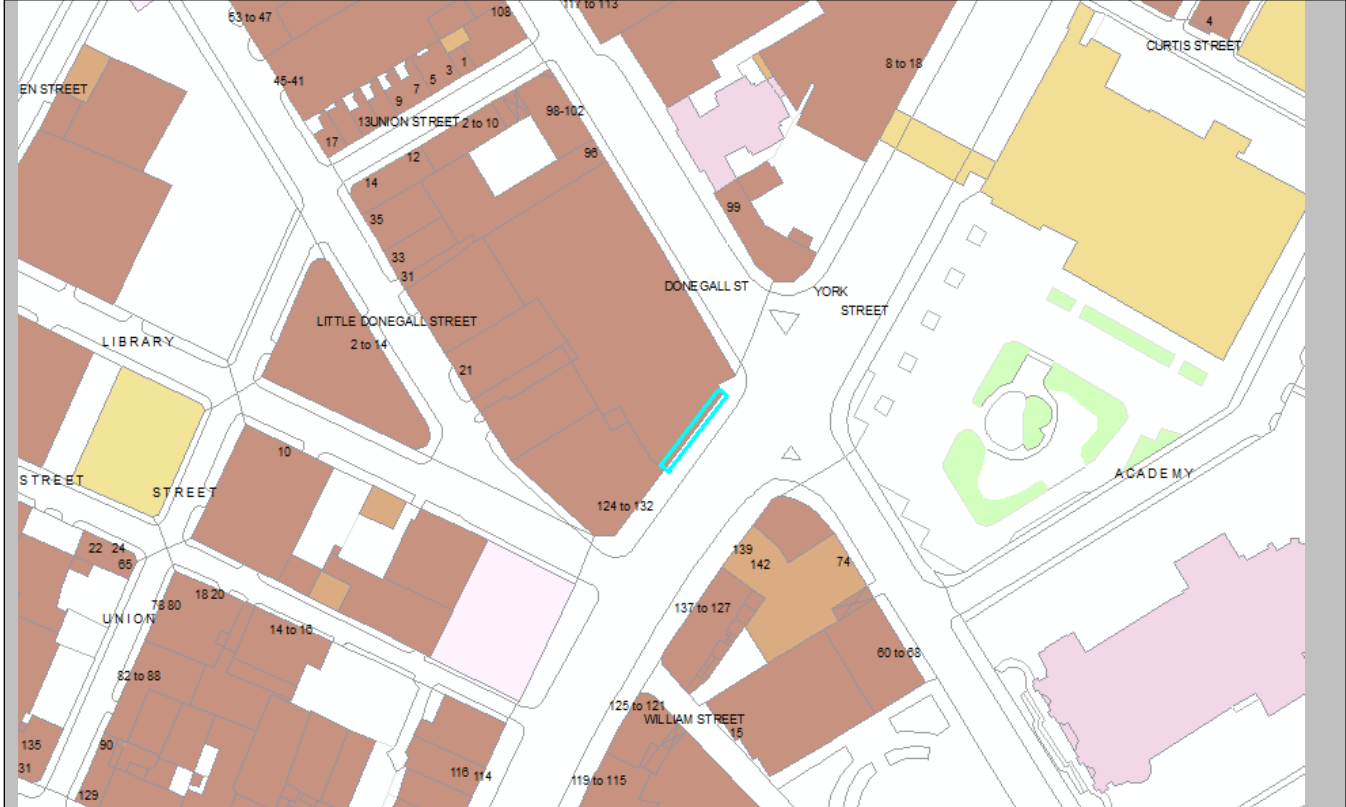 53 to 47
108
117 to 113
4
CURTIS STREET
8 to 18
EN STREET
45-41
1
3
5
7
9
13
UNION STREET
2 to 10
98-102
17
12
96
14
35
99
33
31
DONEGALL ST
YORK
STREET
LITTLE DONEGALL STREET
2 to 14
LIBRARY
21
10
STREET
STREET
ACADEMY
124 to 132
22 24
65
139
142
74
78 80
18 20
137 to 127
UNION
14 to 16
60 to 68
82 to 88
125 to 121
WILLIAM STREET
15
135
90
31
116
114
119 to 115
129